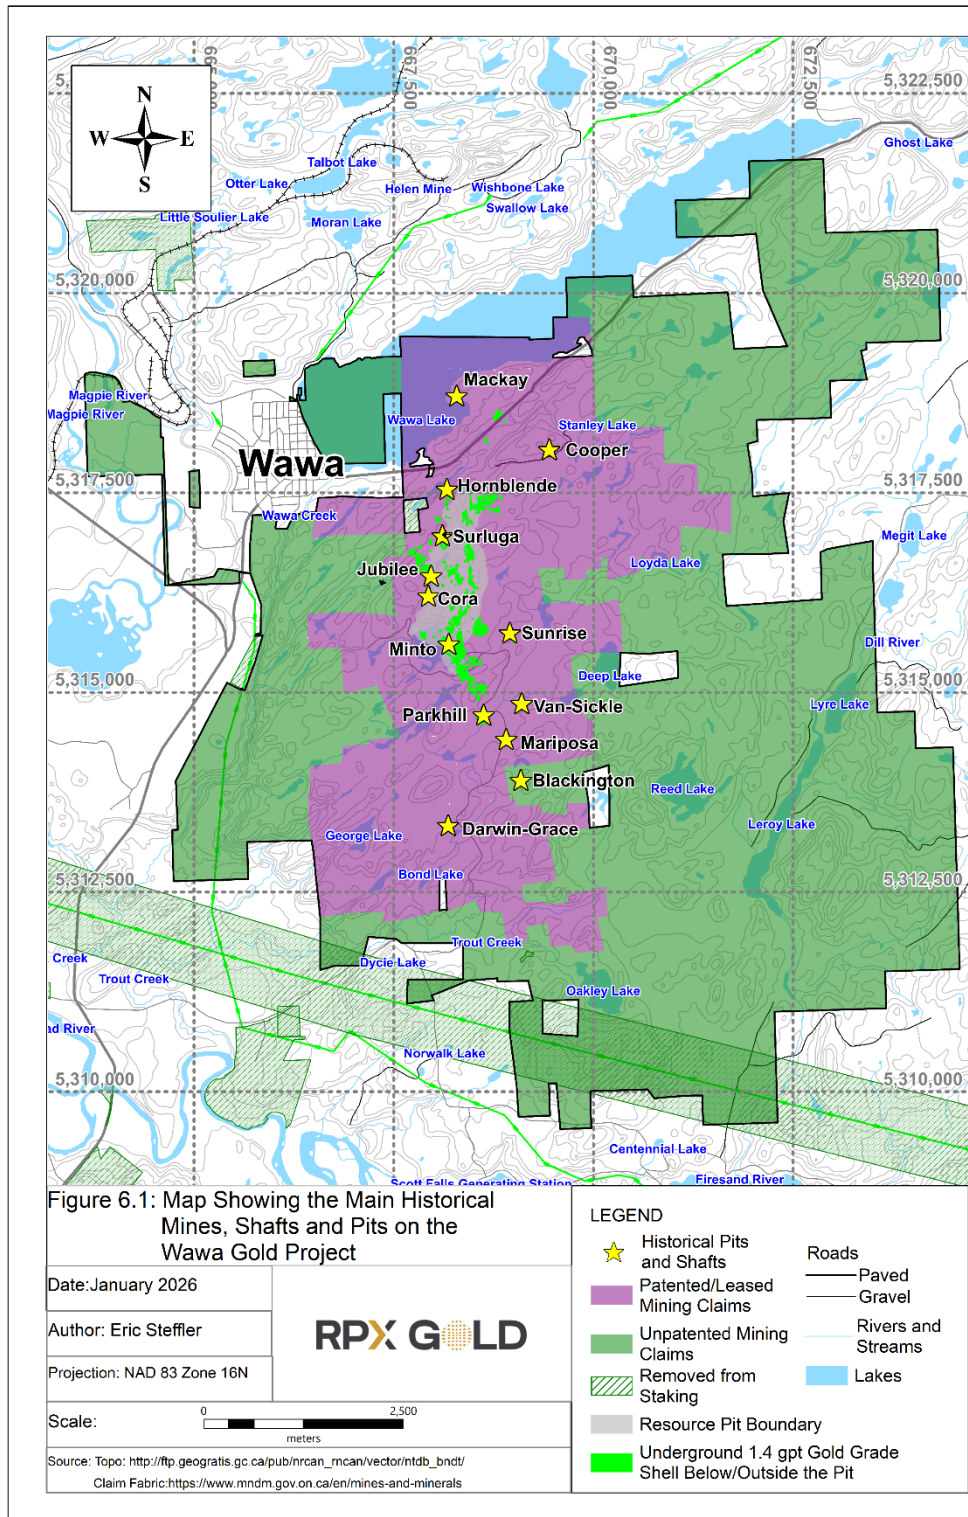 N
W E
S
667,500
670,000
672,500
5,322,500
Ghost Lake
Talbot Lake
Otter Lake
Helen Mine
Wishbone Lake
Swallow Lake
Little Soulier Lake
Moran Lake
5,320,000
5,320,000
Mackay
Magpie River
Magpie River
Wawa Lake
Stanley Lake
Cooper
Wawa
5,317,500
Hornblende
5,317,500
Wawa Creek
Surluga
Megit Lake
Jubilee
Loyda Lake
Cora
Sunrise
Minto
Dill River
Deep Lake
5,315,000
5,315,000
Van-Sickle
Lyre Lake
Parkhill
Mariposa
Blackington
Reed Lake
Darwin-Grace
Leroy Lake
George Lake
Bond Lake
5,312,500
5,312,500
Trout Creek
Creek
Dycie Lake
Trout Creek
Oakley Lake
ad River
Norwalk Lake
5,310,000
5,310,000
Centennial Lake
Scott Falls Generating Station
Firesand River
Figure 6.1: Map Showing the Main Historical
Mines, Shafts and Pits on the
Wawa Gold Project
Date:January 2026
Author: Eric Steffler
RPX GOLD
Projection: NAD 83 Zone 16N
Scale:
0 2,500
meters
Source: Topo: http://ftp.geogratis.gc.ca/pub/nrcan_rncan/vector/ntdb_bndt/
Claim Fabric:https://www.mndm.gov.on.ca/en/mines-and-minerals
LEGEND
Historical Pits
and Shafts
Patented/Leased
Mining Claims
Unpatented Mining
Claims
Removed from
Staking
Resource Pit Boundary
Underground 1.4 gpt Gold Grade
Shell Below/Outside the Pit
Roads
Paved
Gravel
Rivers and
Streams
Lakes